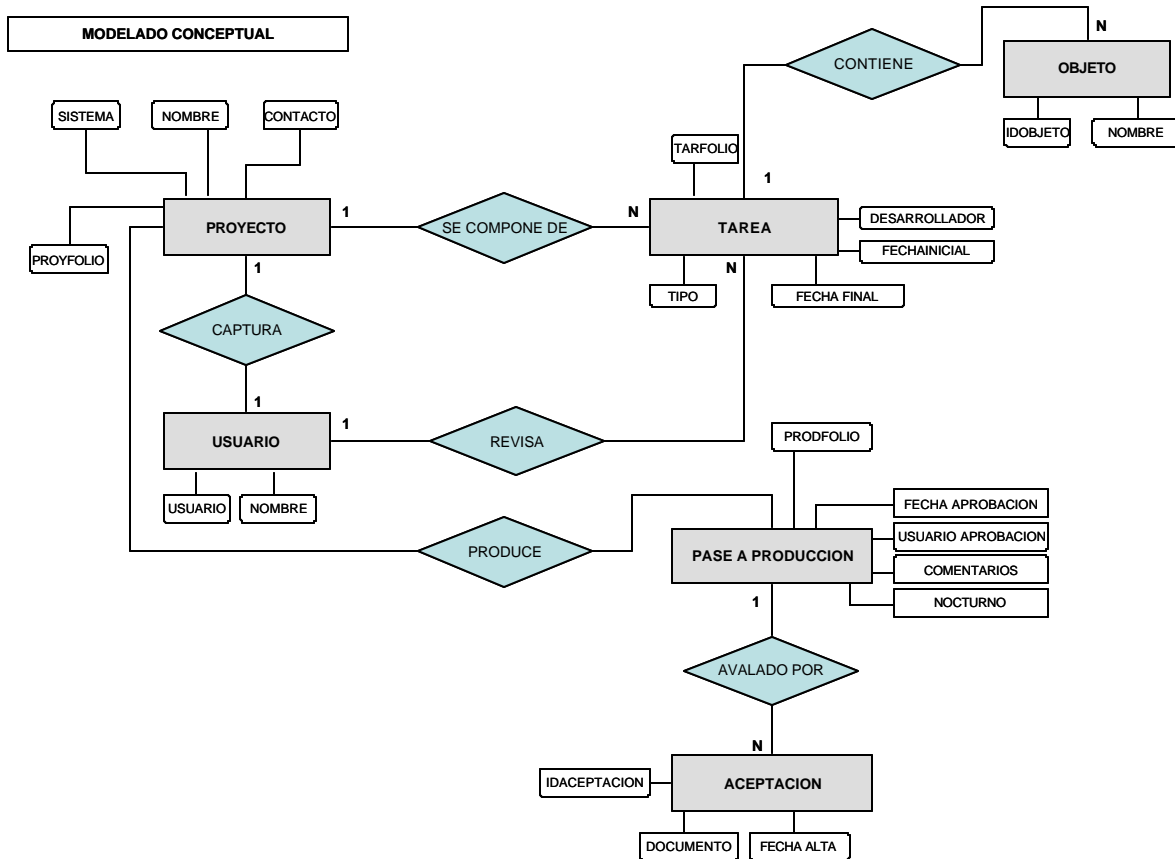 MODELADO CONCEPTUAL
N
CONTIENE
OBJETO
SISTEMA
NOMBRE
CONTACTO
IDOBJETO
NOMBRE
TARFOLIO
1
1
N
PROYECTO
SE COMPONE DE
TAREA
DESARROLLADOR
FECHAINICIAL
PROYFOLIO
1
N
TIPO
FECHA FINAL
CAPTURA
1
1
USUARIO
REVISA
PRODFOLIO
USUARIO
NOMBRE
FECHA APROBACION
USUARIO APROBACION
PRODUCE
PASE A PRODUCCION
COMENTARIOS
NOCTURNO
1
AVALADO POR
N
IDACEPTACION
ACEPTACION
DOCUMENTO
FECHA ALTA